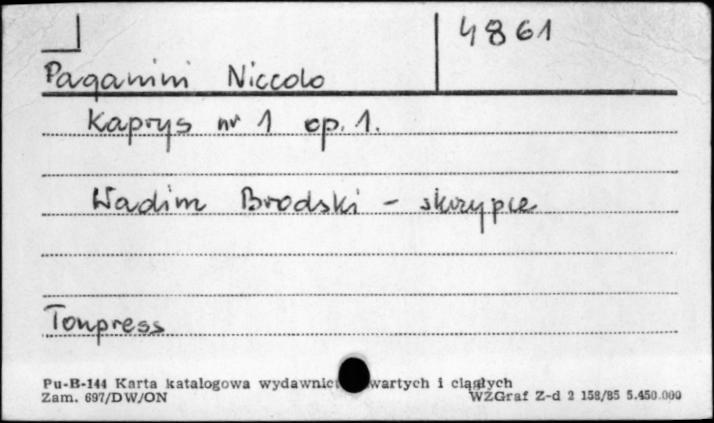 4861
Paganini Niccolo
Kaprys nr 1 op. 1.
Wadim Brodski - skrzypce
Tonpress
Pu-B-144 Karta katalogowa wydawnic wartych i ciągłych
Zam. 697/DW/ON WZGraf Z-d 2 158/85 5.450.000